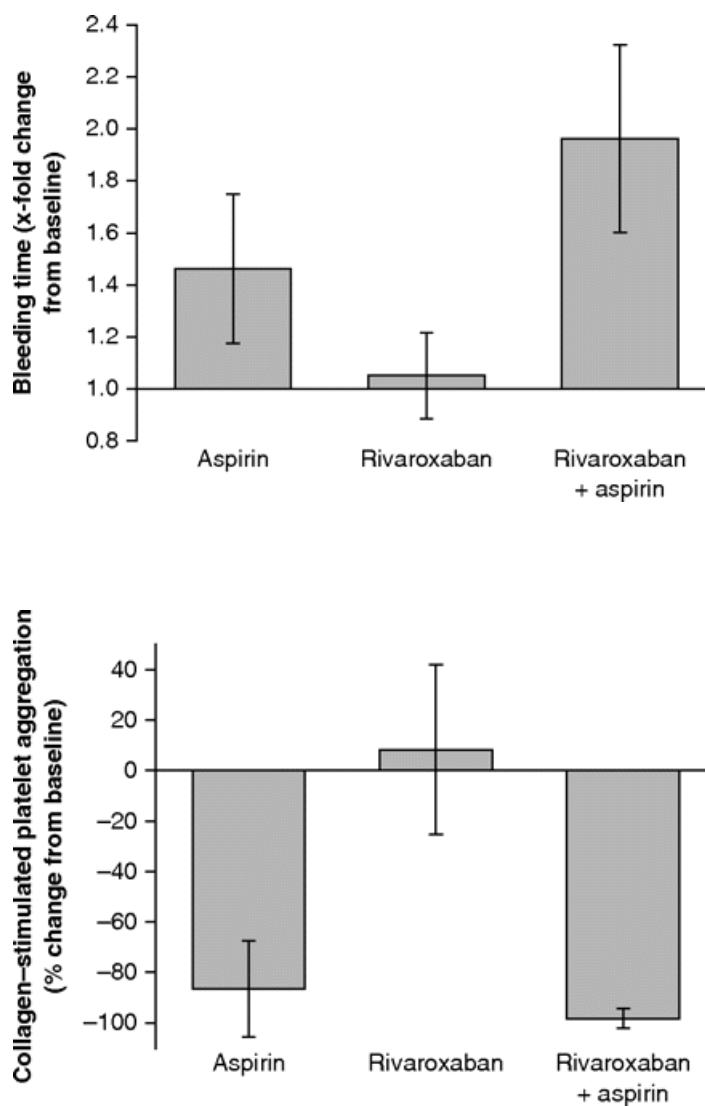 Bleeding time (x-fold change
from baseline)
2.4
2.2
2.0
1.8
1.6
1.4
1.2
1.0
0.8
Aspirin
Rivaroxaban
Rivaroxaban
+ aspirin
Collagen–stimulated platelet aggregation
(% change from baseline)
40
20
0
–20
–40
–60
–80
–100
Aspirin
Rivaroxaban
Rivaroxaban
+ aspirin